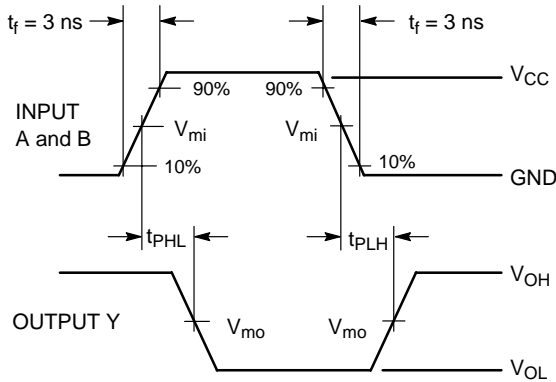 t_f = 3 ns
t_f = 3 ns
V_CC
90%
90%
INPUT
A and B
V_mi
V_mi
10%
10%
GND
t_PHL
t_PLH
V_OH
OUTPUT Y
V_mo
V_mo
V_OL